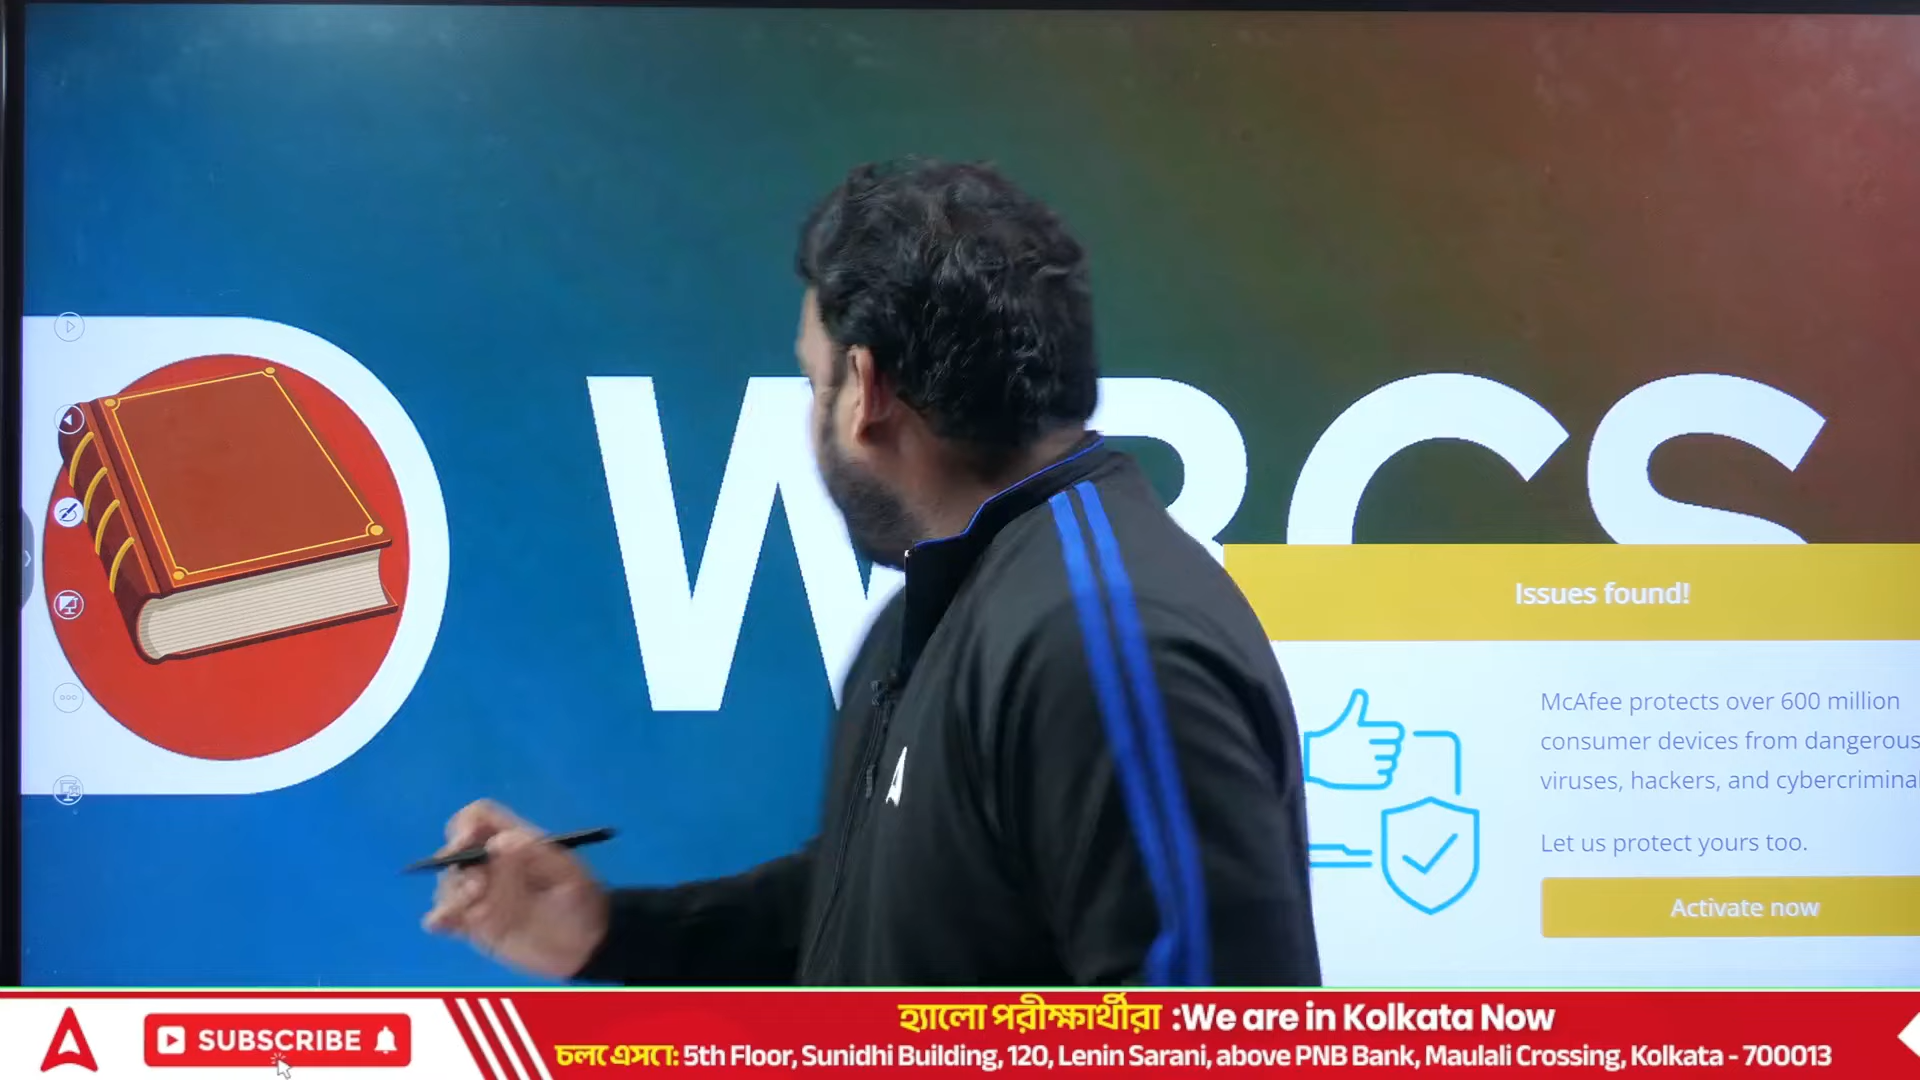 WBCS
Issues found!
McAfee protects over 600 million
consumer devices from dangerous
viruses, hackers, and
Let us protect yours too.
Activate now
SUBSCRIBE
হ্যালো পরীক্ষার্থীরা :We are in Kolkata Now
চলে এসো: 5th Floor, Sunidhi Building, 120, Lenin Sarani, above PNB Bank, Maulali Crossing, Kolkata - 700013